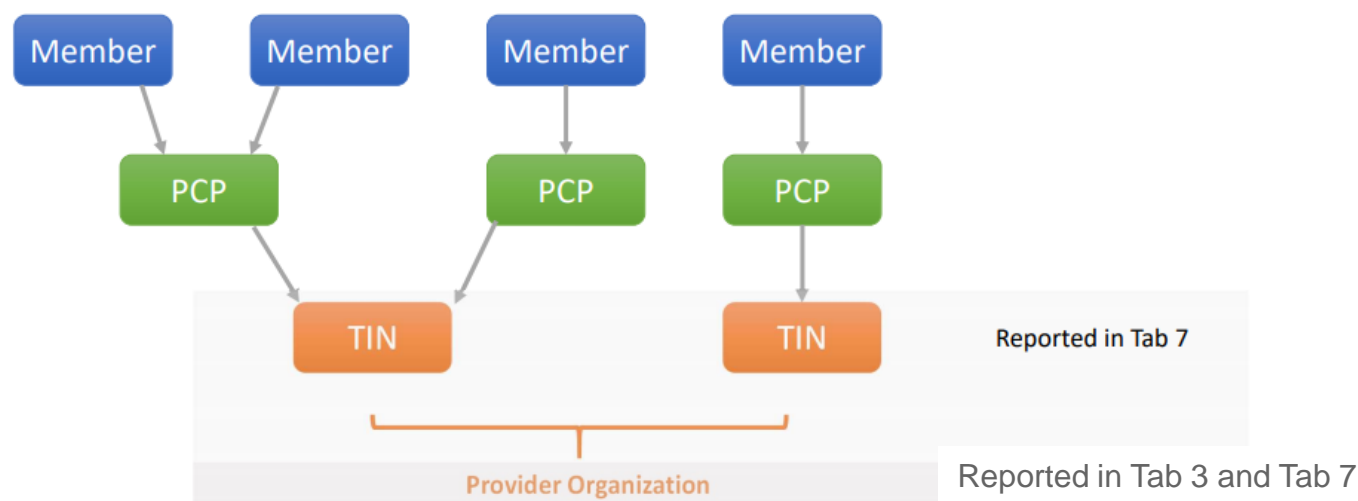 Member
Member
Member
Member
PCP
PCP
PCP
TIN
TIN
Reported in Tab 7
Provider Organization
Reported in Tab 3 and Tab 7